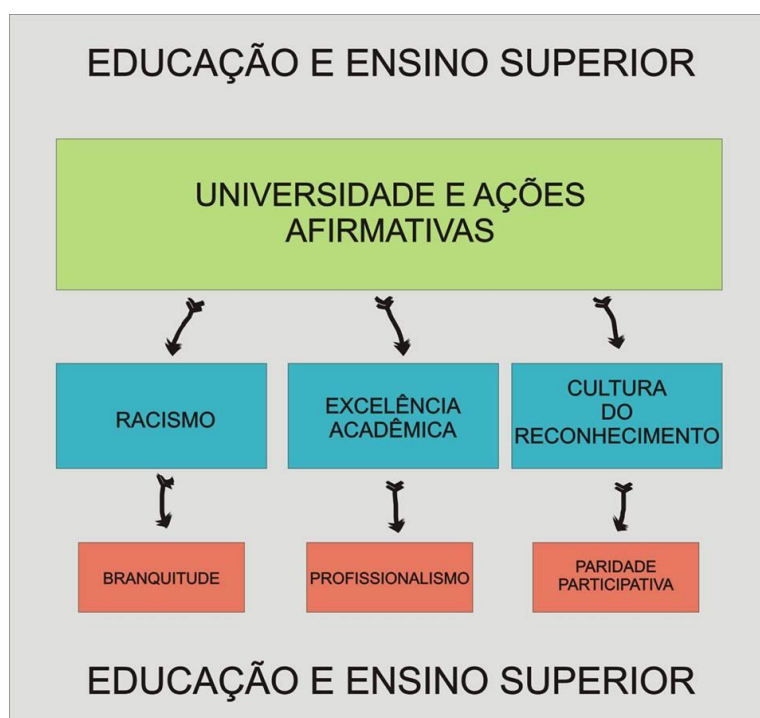 EDUCAÇÃO E ENSINO SUPERIOR
UNIVERSIDADE E AÇÕES
AFIRMATIVAS
RACISMO
EXCELÊNCIA
ACADÊMICA
CULTURA
DO
RECONHECIMENTO
BRANQUITUDE
PROFISSIONALISMO
PARIDADE
PARTICIPATIVA
EDUCAÇÃO E ENSINO SUPERIOR